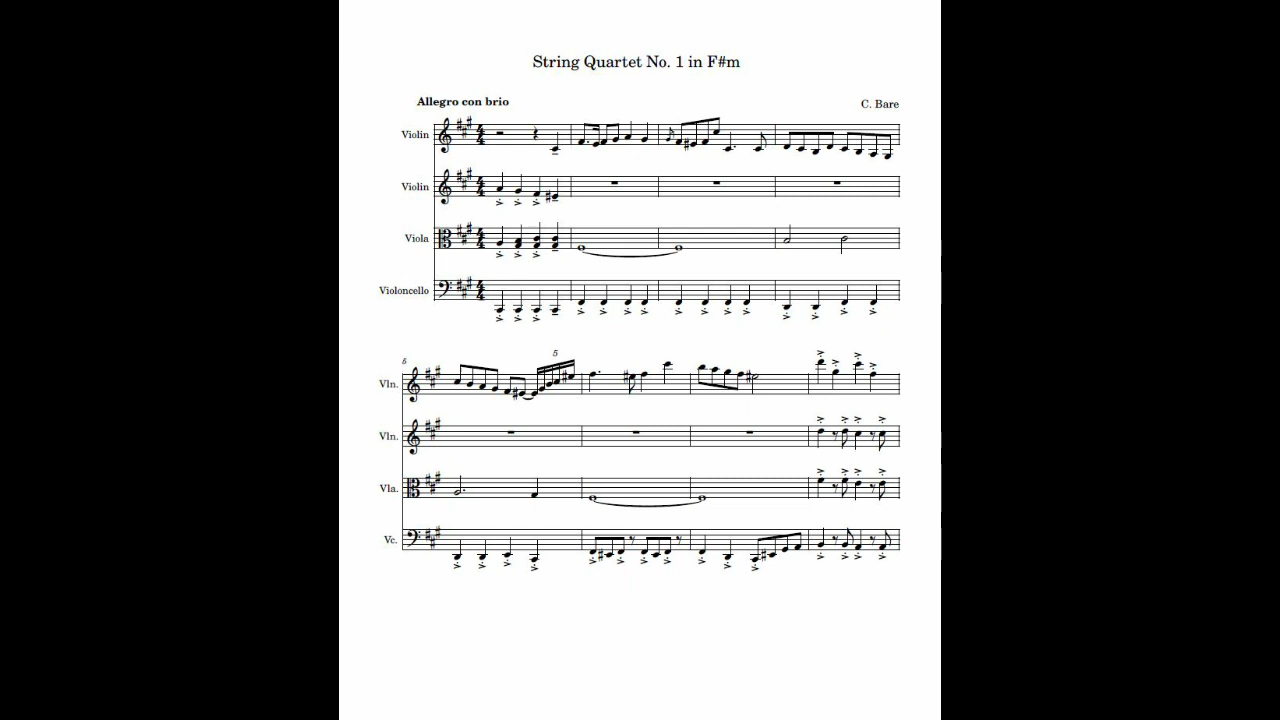 String Quartet No. 1 in F#m
Allegro con brio
C. Bare
Violin
Violin
Viola
Violoncello
5
5
Vln.
Vln.
Vla.
Vc.